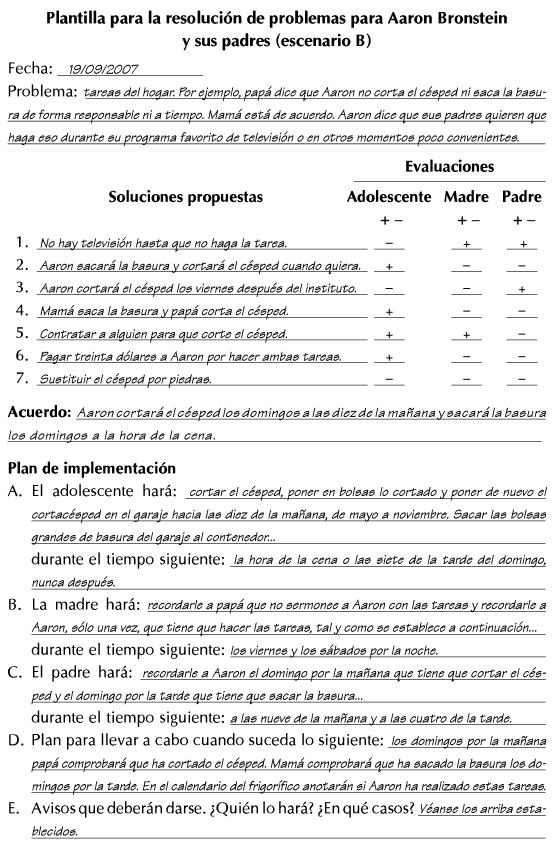 Plantilla para la resolución de problemas para Aaron Bronstein
y sus padres (escenario B)
Fecha: 19/09/2007
Problema: tareas del hogar. Por ejemplo, papá dice que Aaron no corta el césped ni saca la basu-
ra de forma responsable ni a tiempo. Mamá está de acuerdo. Aaron dice que sus padres quieren que
haga eso durante su programa favorito de televisión o en otros momentos poco convenientes.
Evaluaciones
Soluciones propuestas Adolescente Madre Padre
+ − + − + −
1. No hay televisión hasta que no haga la tarea. − + +
2. Aaron sacará la basura y cortará el césped cuando quiera. + − −
3. Aaron cortará el césped los viernes después del instituto. − − +
4. Mamá saca la basura y papá corta el césped. + − −
5. Contratar a alguien para que corte el césped. + + −
6. Pagar treinta dólares a Aaron por hacer ambas tareas. + − −
7. Sustituir el césped por piedras. − − −
Acuerdo: Aaron cortará el césped los domingos a las diez de la mañana y sacará la basura
los domingos a la hora de la cena.
Plan de implementación
A. El adolescente hará: cortar el césped, poner en bolsas lo cortado y poner de nuevo el
cortacésped en el garaje hacia las diez de la mañana, de mayo a noviembre. Sacar las bolsas
grandes de basura del garaje al contenedor...
durante el tiempo siguiente: la hora de la cena o las siete de la tarde del domingo,
nunca después.
B. La madre hará: recordarle a papá que no sermonee a Aaron con las tareas y recordarle a
Aaron, sólo una vez, que tiene que hacer las tareas, tal y como se establece a continuación...
durante el tiempo siguiente: los viernes y los sábados por la noche.
C. El padre hará: recordarle a Aaron el domingo por la mañana que tiene que cortar el cés-
ped y el domingo por la tarde que tiene que sacar la basura...
durante el tiempo siguiente: a las nueve de la mañana y a las cuatro de la tarde.
D. Plan para llevar a cabo cuando suceda lo siguiente: los domingos por la mañana
papá comprobará que ha cortado el césped. Mamá comprobará que ha sacado la basura los do-
mingos por la tarde. En el calendario del frigorífico anotarán si Aaron ha realizado estas tareas.
E. Avisos que deberán darse. ¿Quién lo hará? ¿En qué casos? Véanse los arriba esta-
blecidos.